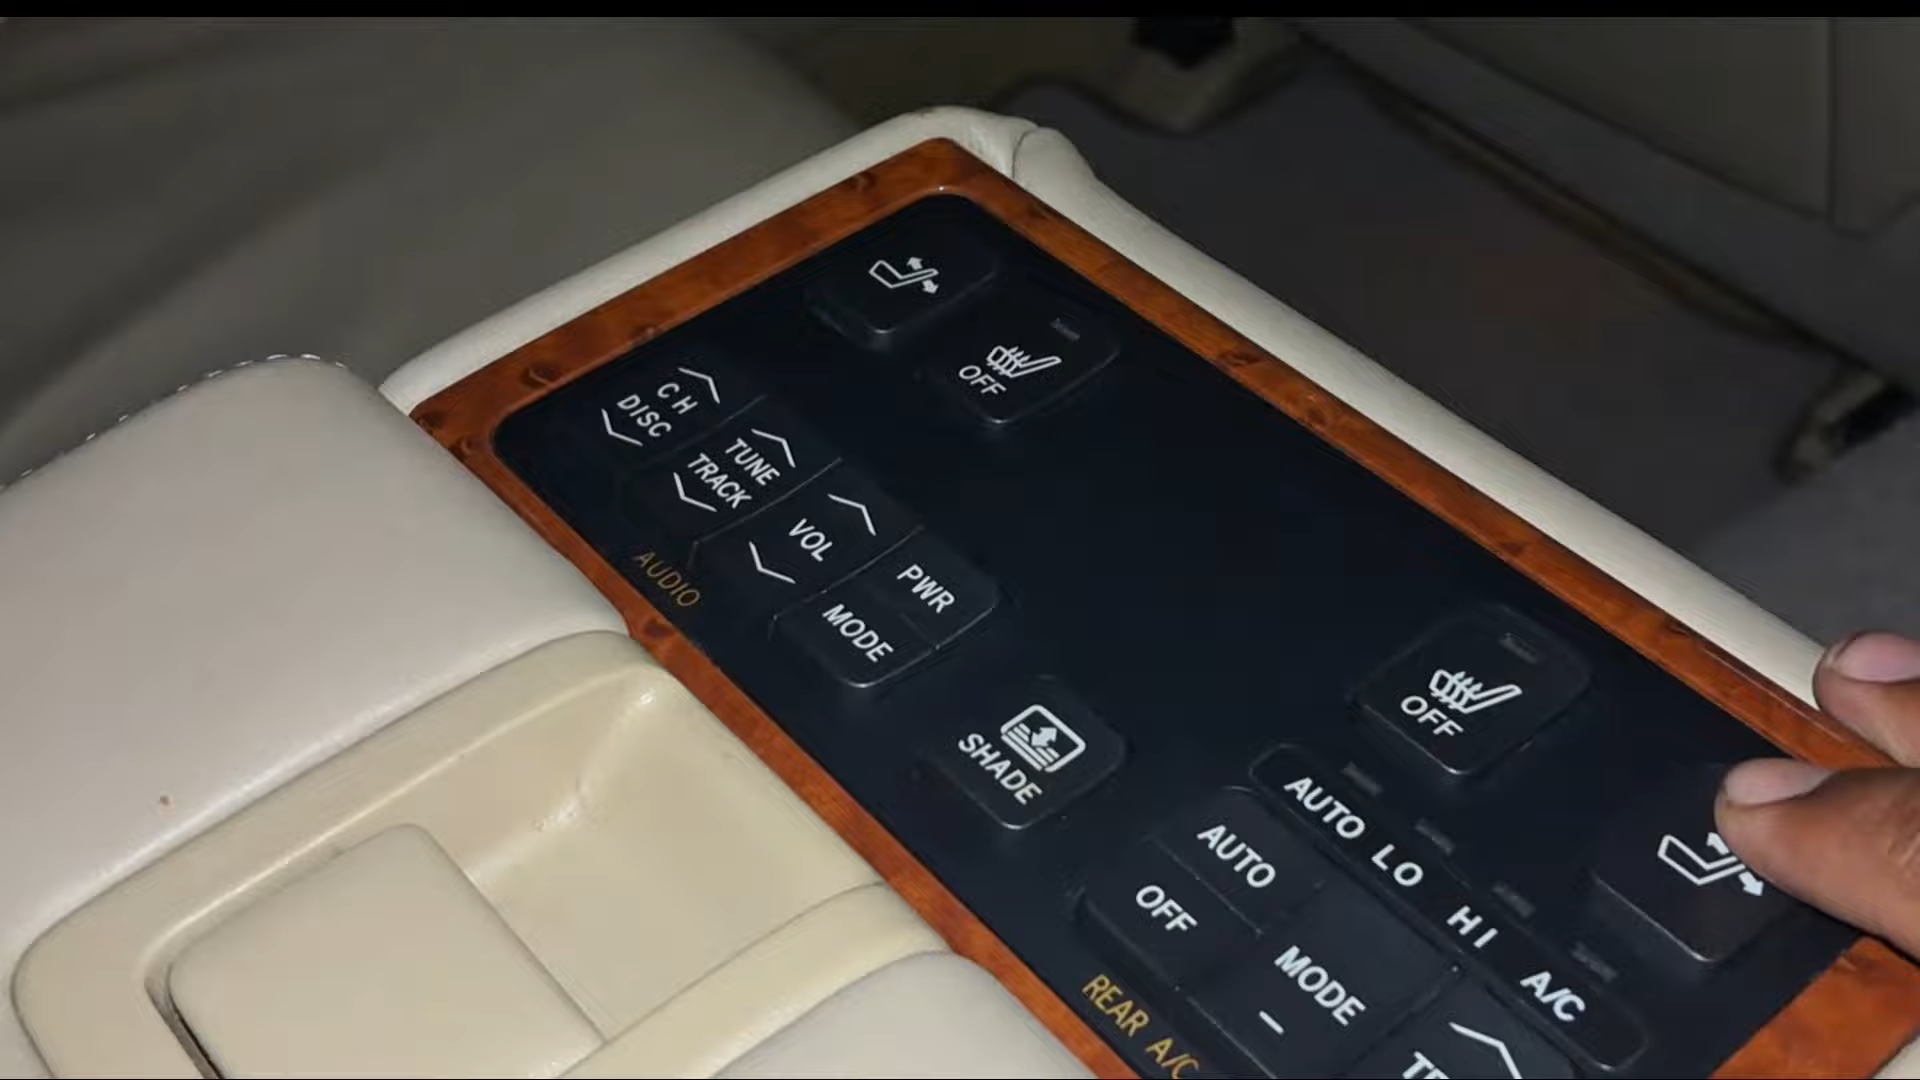 OFF
CH
DISC
TUNE
TRACK
VOL
PWR
MODE
AUDIO
SHADE
OFF
AUTO LO HI A/C
AUTO
OFF
MODE
REAR A/C